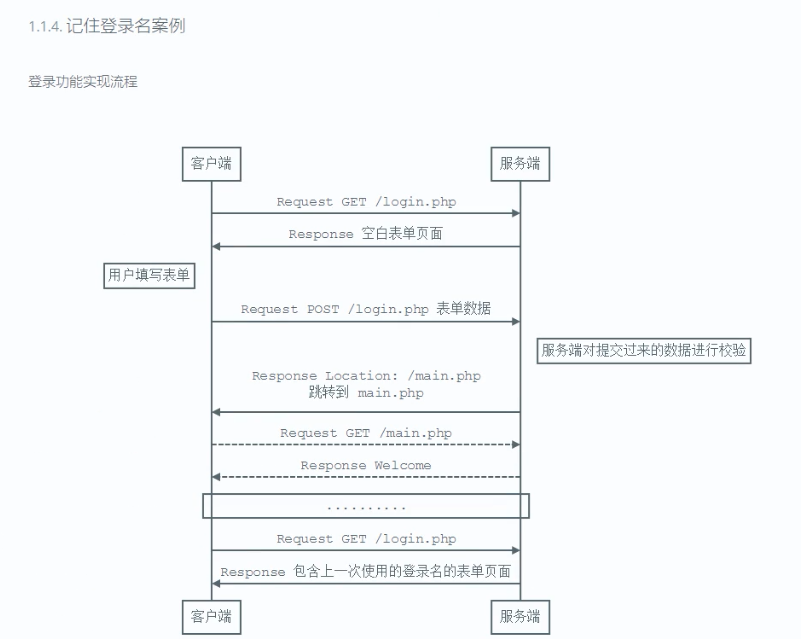 1.1.4. 记住登录名案例
登录功能实现流程
客户端
服务端
Request GET /login.php
Response 空白表单页面
用户填写表单
Request POST /login.php 表单数据
服务端对提交过来的数据进行校验
Response Location: /main.php
跳转到 main.php
Request GET /main.php
Response Welcome
..........
Request GET /login.php
Response 包含上一次使用的登录名的表单页面
客户端
服务端